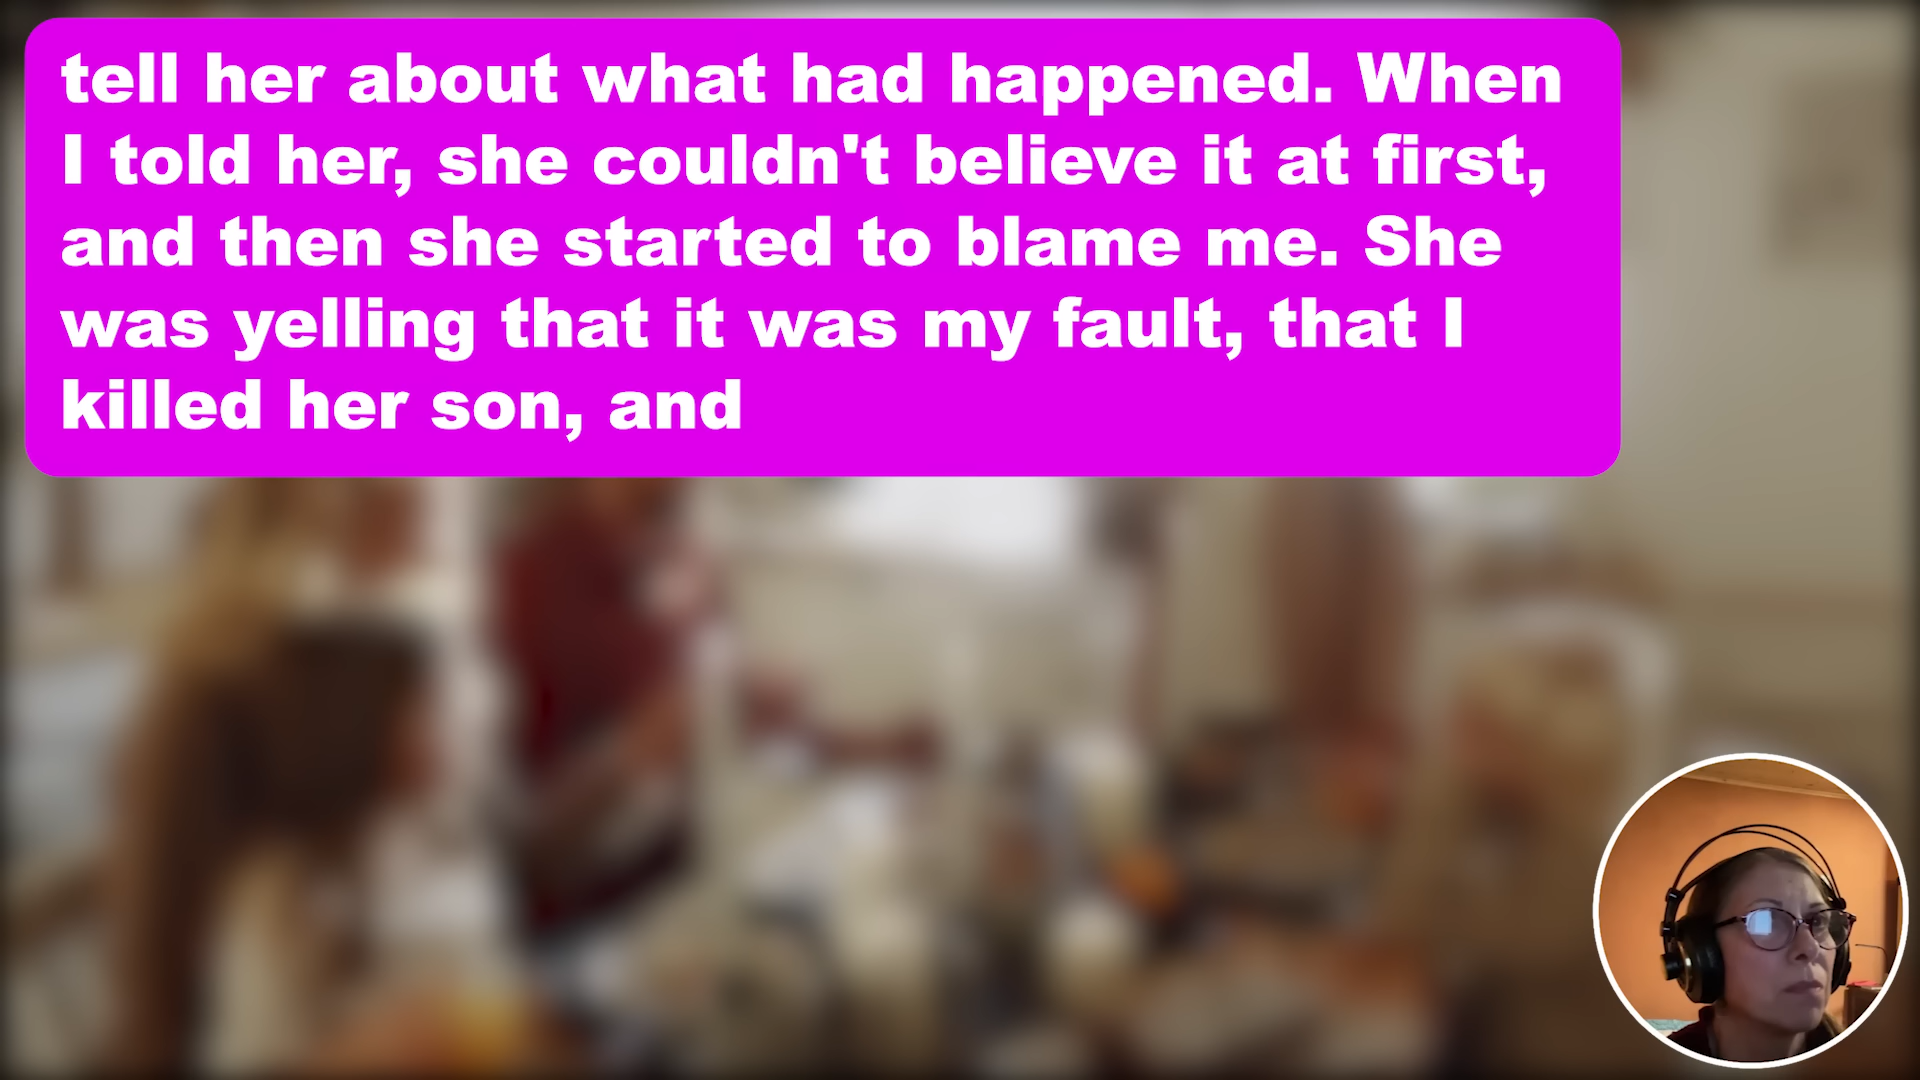 tell her about what had happened. When
I told her, she couldn't believe it at first,
and then she started to blame me. She
was yelling that it was my fault, that I
killed her son, and